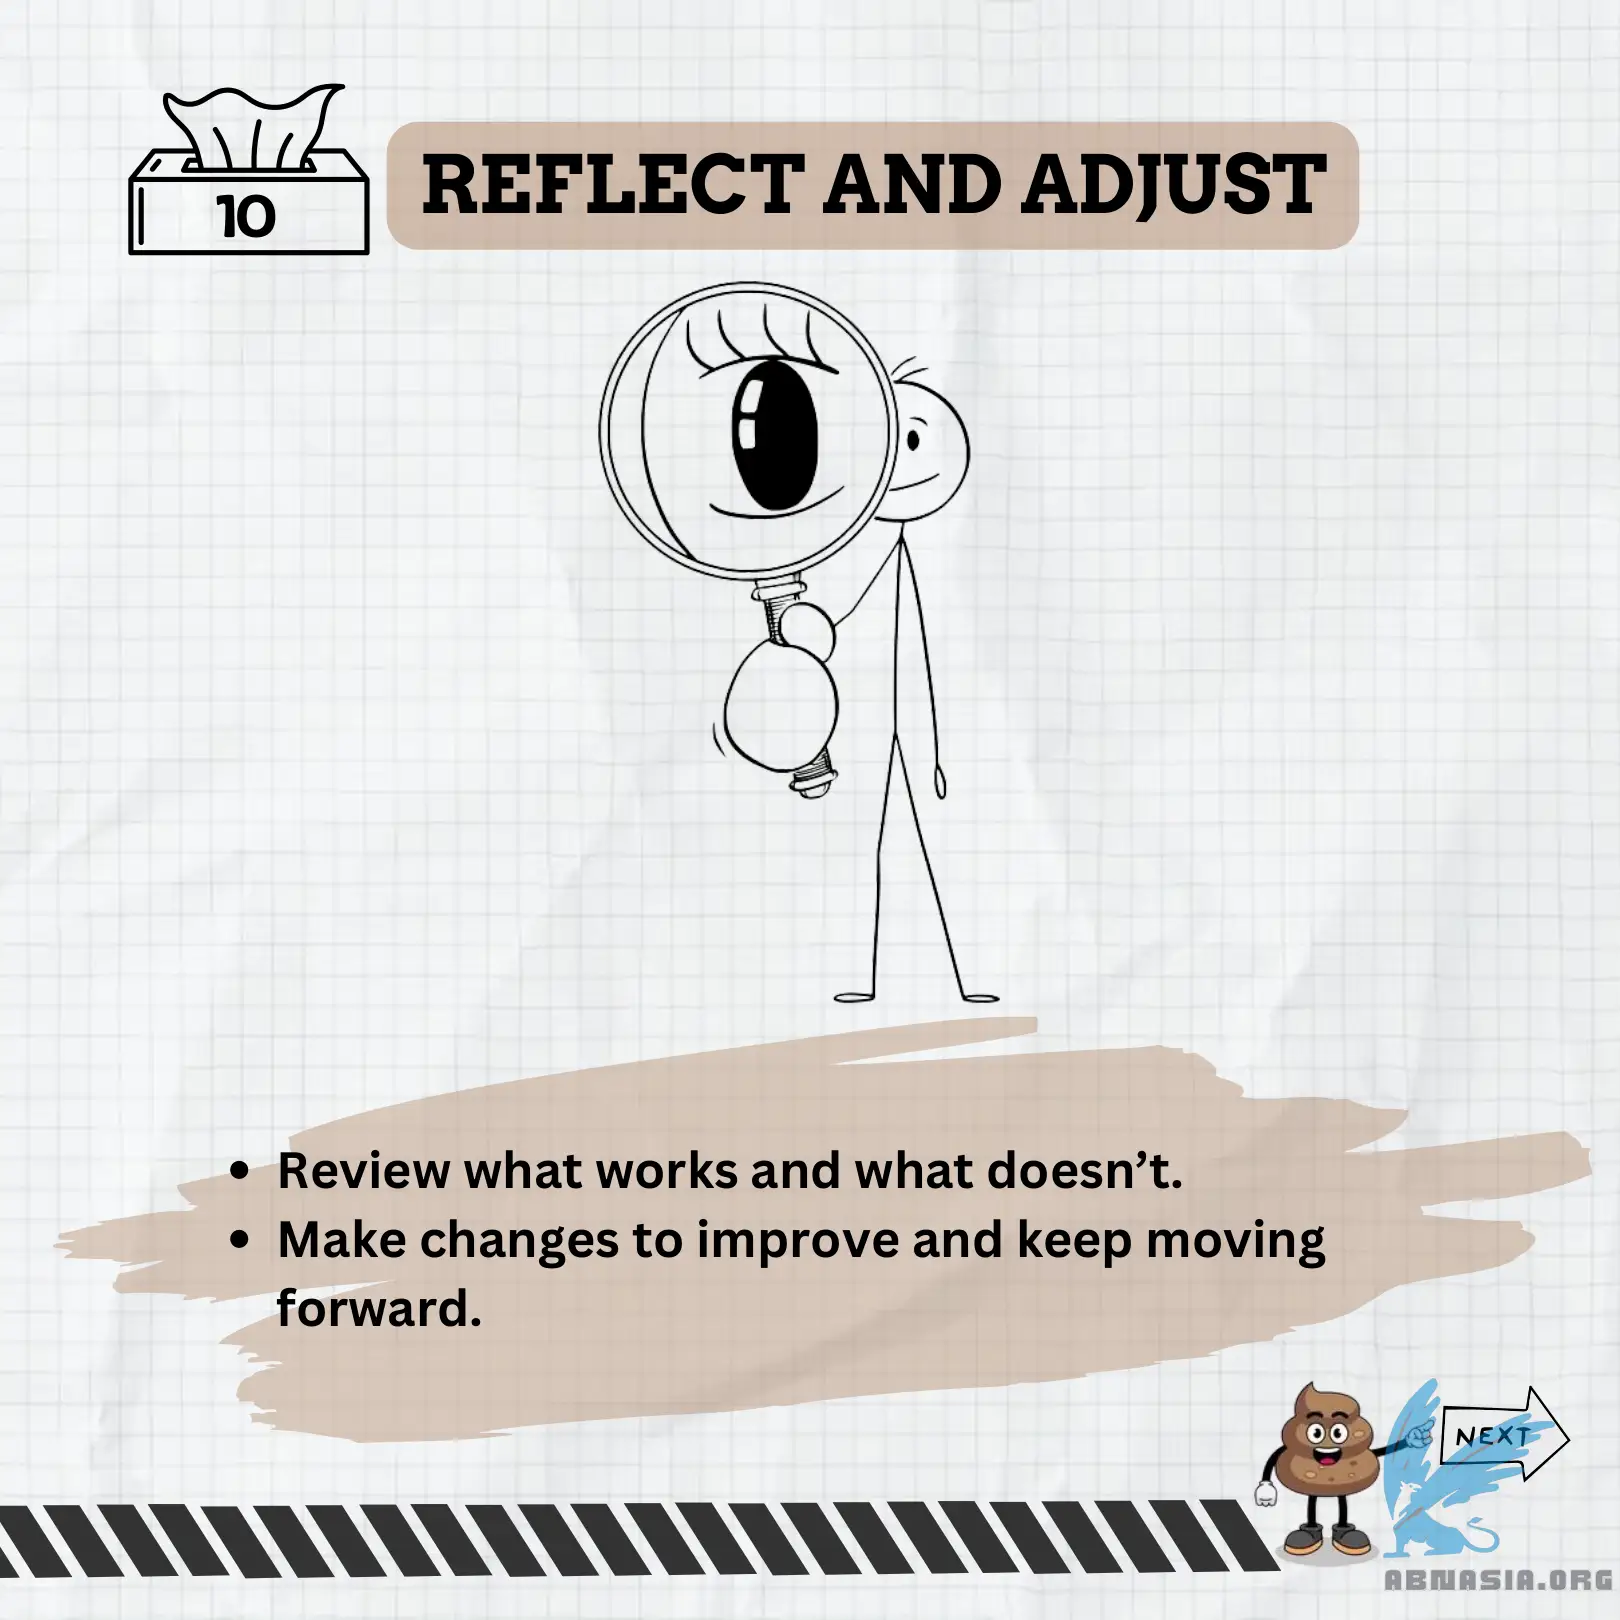 10
REFLECT AND ADJUST
• Review what works and what doesn’t.
• Make changes to improve and keep moving
forward.
NEXT
ABNASIA.ORG